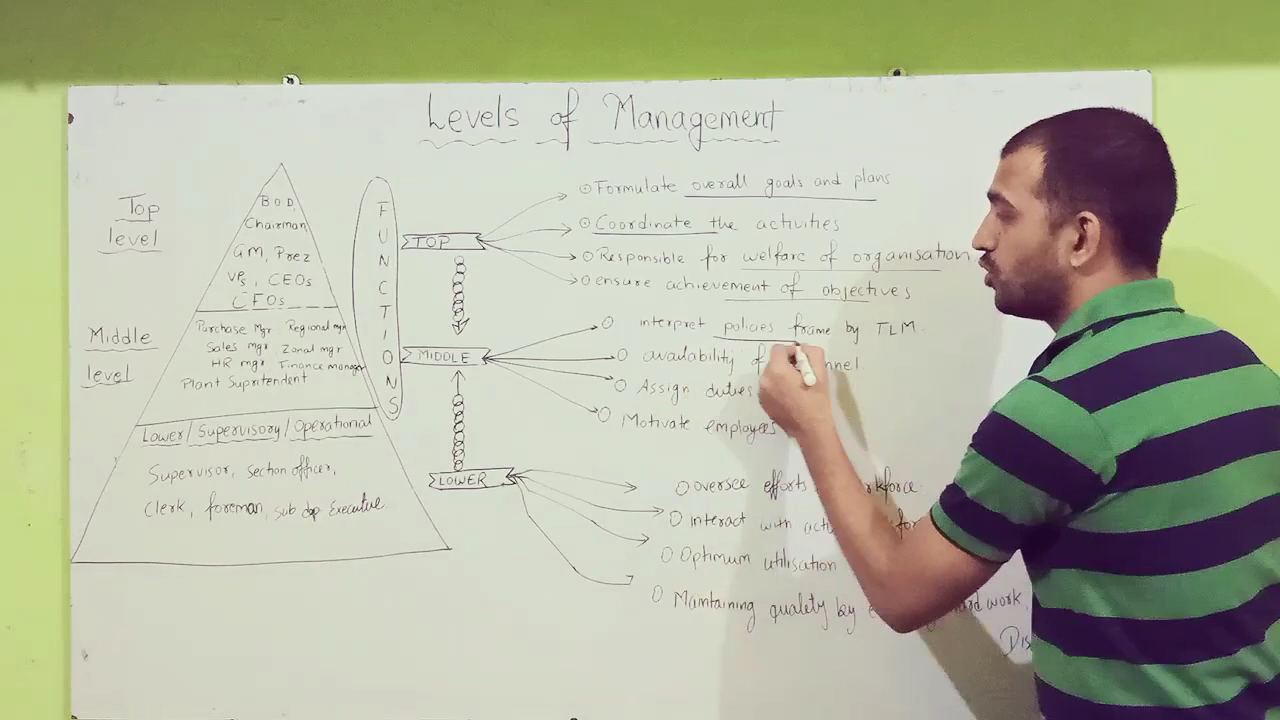 Levels of Management
Top
level
B O D,
Chairman
GM, Prez
VPs, CEOs
CFOs
Middle
level
Purchase Mgr Regional mgr
Sales mgr, Zonal mgr
HR mgr, Finance manager
Plant Supritendent
Lower/Supervisory/Operational
Supervisor, section officer,
Clerk, foreman, sub dep Executive
FUNCTIONS
TOP
Formulate overall goals and plans
Coordinate the activities
Responsible for welfare of organisation
ensure achievement of objectives
MIDDLE
interpret policies frame by TLM.
availability
Assign duties
Motivate employees
LOWER
oversee efforts
interact with
Optimum utilisation
Maintaining quality by hard work,